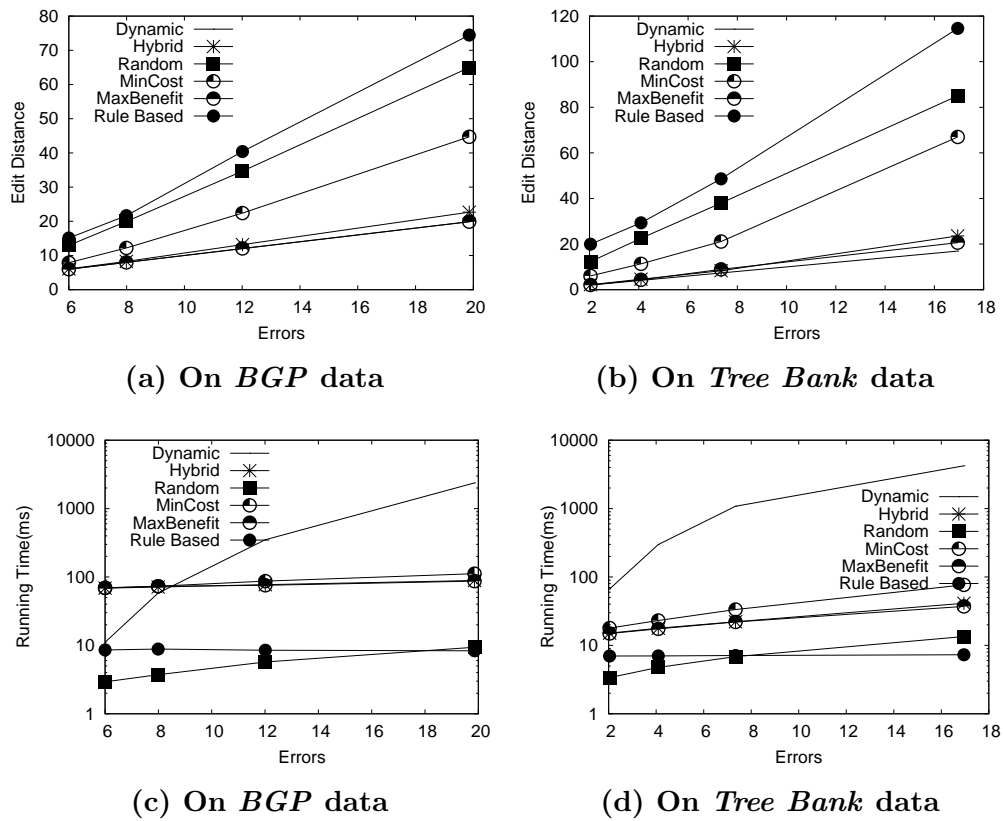 Edit Distance
80
70
60
50
40
30
20
10
0
Dynamic
Hybrid
Random
MinCost
MaxBenefit
Rule Based
6 8 10 12 14 16 18 20
Errors
(a) On BGP data
Edit Distance
120
100
80
60
40
20
0
Dynamic
Hybrid
Random
MinCost
MaxBenefit
Rule Based
2 4 6 8 10 12 14 16 18
Errors
(b) On Tree Bank data
Running Time(ms)
10000
1000
100
10
1
Dynamic
Hybrid
Random
MinCost
MaxBenefit
Rule Based
6 8 10 12 14 16 18 20
Errors
(c) On BGP data
Running Time(ms)
10000
1000
100
10
1
Dynamic
Hybrid
Random
MinCost
MaxBenefit
Rule Based
2 4 6 8 10 12 14 16 18
Errors
(d) On Tree Bank data